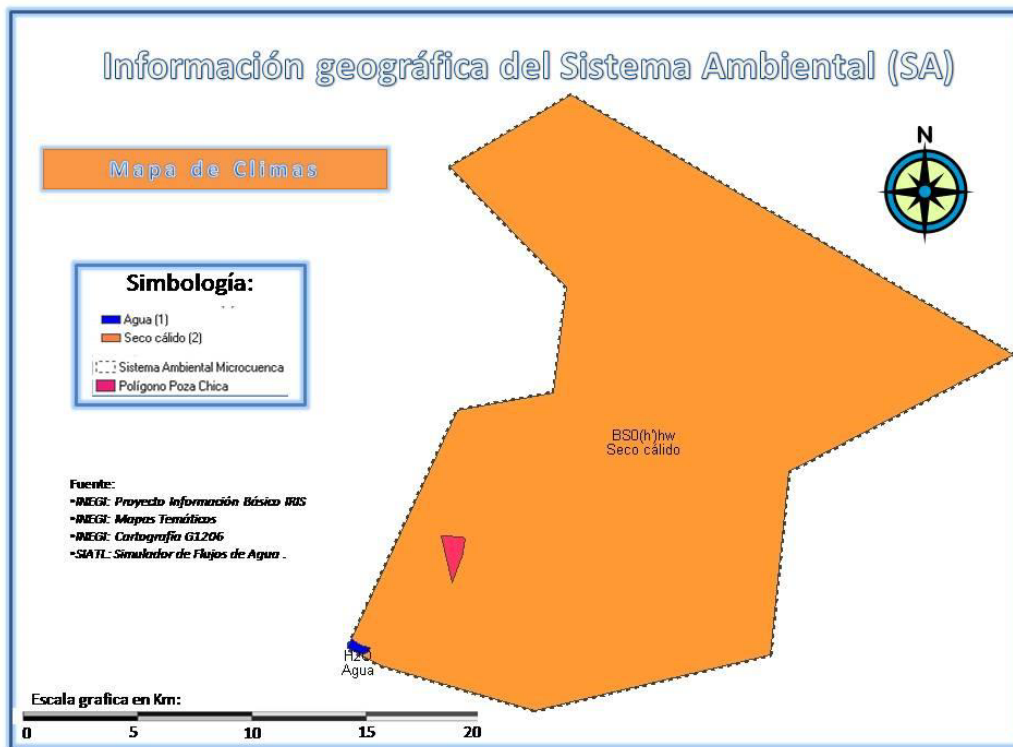 Información geográfica del Sistema Ambiental (SA)
Mapa de Climas
N
Simbología:
Agua (1)
Seco cálido (2)
Sistema Ambiental Microcuenca
Polígono Poza Chica
BS0(h')hw
Seco cálido
Fuente:
•INEGI: Proyecto Información Básico IRIS
•INEGI: Mapas Temáticos
•INEGI: Cartografía G1206
•SIATL: Simulador de Flujos de Agua .
H2O
Agua
Escala grafica en Km:
0 5 10 15 20